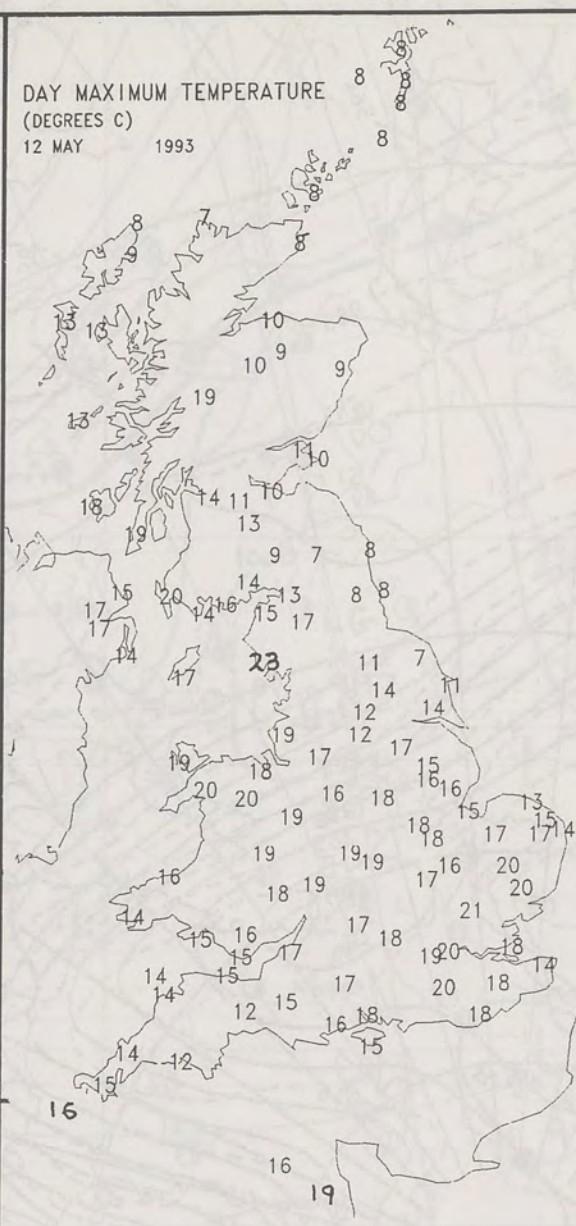 DAY MAXIMUM TEMPERATURE
(DEGREES C)
12 MAY 1993
8
8 8
8
8
8
8 7
9 8
13 13 10
10 9 9
19
13
11 10
18 14 11 10
19 13
9 7 8
15 20 14 13 8 8
17 14 16 15
17 17
14 17 23 11 7
14 11
12 14
19 12
19 18 17 17 15
20 20 16 18 16 16 13
19 15 15
18 18 17 17 14
19 19 19 16 20
16 18 19 17 20
14 21
15 16 17 18
15 17 19 20 18
14 15 14
14 17 20 18
12 15 16 18 18
14 12 15
15
16
16
19